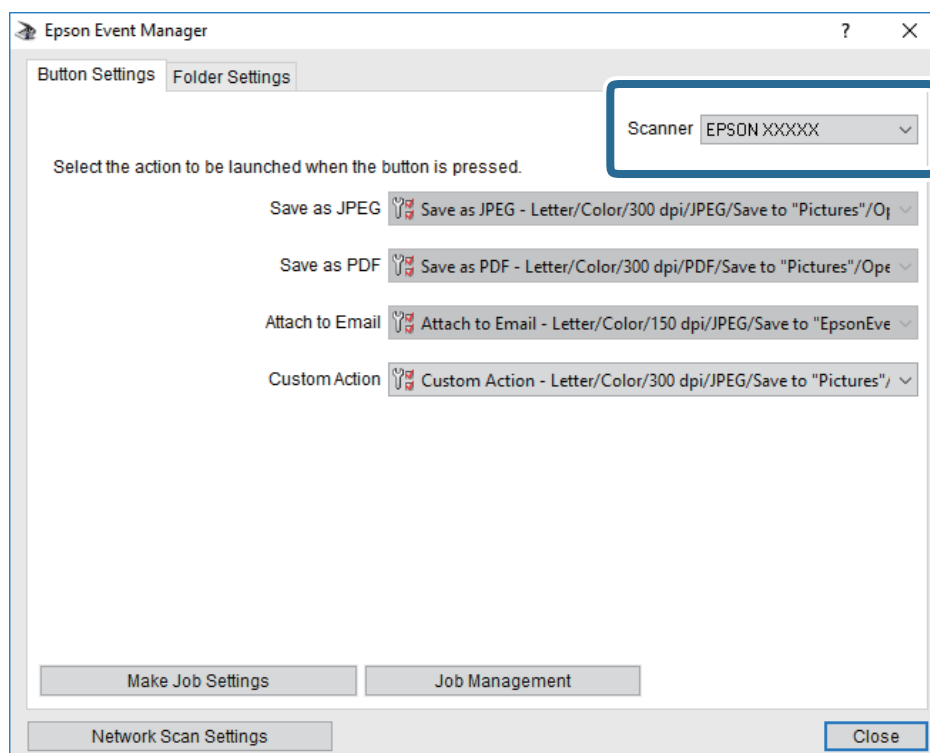 Epson Event Manager
Button Settings Folder Settings
Scanner EPSON XXXXX
Select the action to be launched when the button is pressed.
Save as JPEG Save as JPEG - Letter/Color/300 dpi/JPEG/Save to "Pictures"/Op
Save as PDF Save as PDF - Letter/Color/300 dpi/PDF/Save to "Pictures"/Ope
Attach to Email Attach to Email - Letter/Color/150 dpi/JPEG/Save to "EpsonEve
Custom Action Custom Action - Letter/Color/300 dpi/JPEG/Save to "Pictures"/
Make Job Settings Job Management
Network Scan Settings Close